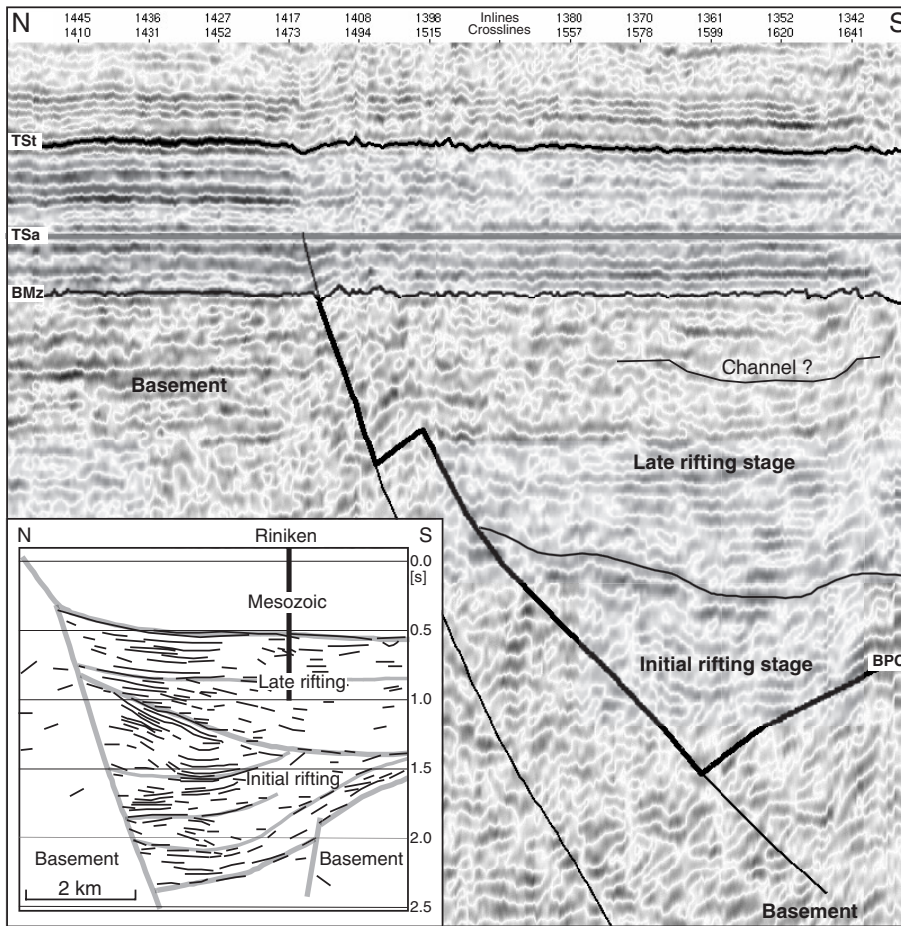 N 1445 1436 1427 1417 1408 1398 Inlines 1380 1370 1361 1352 1342 S
1410 1431 1452 1473 1494 1515 Crosslines 1557 1578 1599 1620 1641
TSt
TSa
BMz
Channel ?
Basement
Late rifting stage
Initial rifting stage
BPC
Basement
N Riniken S
0.0
[s]
Mesozoic
0.5
Late rifting
1.0
Initial rifting
1.5
2.0
Basement Basement
2 km
2.5